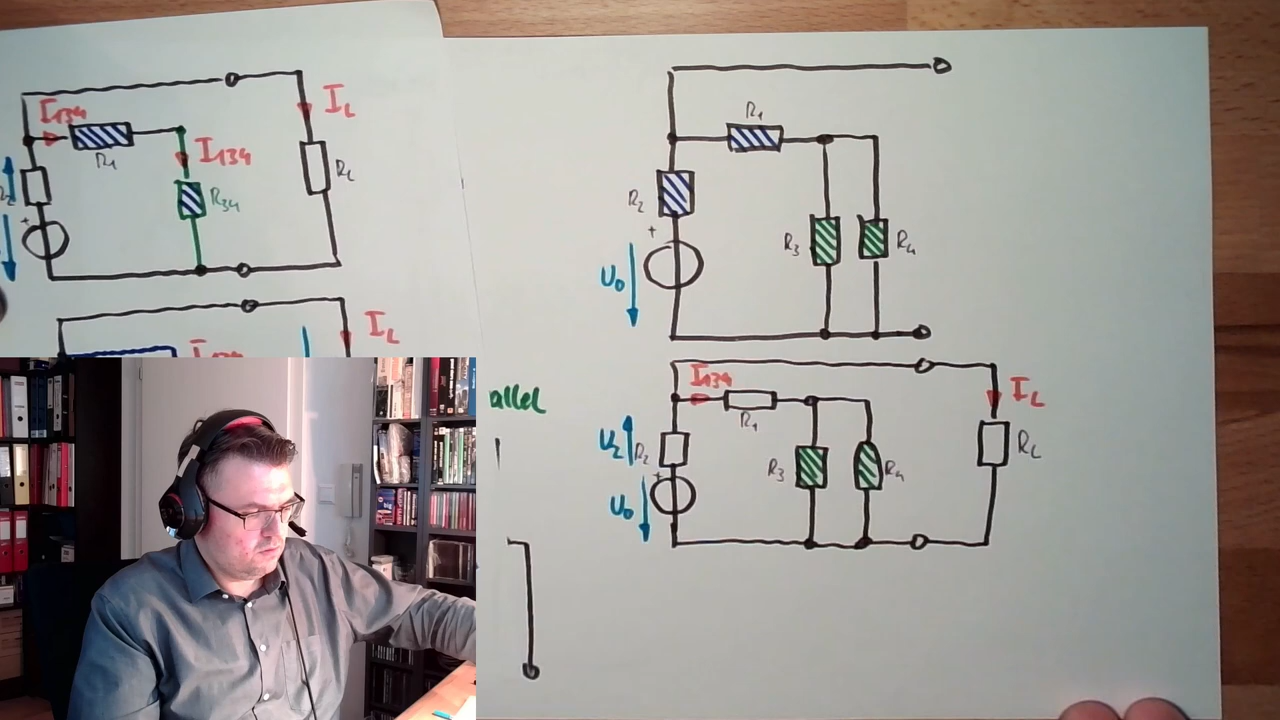 I134
IL
R1
I134
R34
RL
IL
allel
R1
R2
+
U0
R3
R4
I134
IL
R1
U2
R2
R3
R4
RL
+
U0